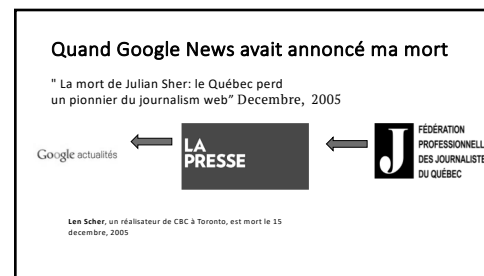 Quand Google News avait annoncé ma mort
" La mort de Julian Sher: le Québec perd
un pionnier du journalism web” Decembre, 2005
Google actualités
LA
PRESSE
J
FÉDÉRATION
PROFESSIONNELL
DES JOURNALISTE
DU QUÉBEC
Len Scher, un réalisateur de CBC à Toronto, est mort le 15
decembre, 2005